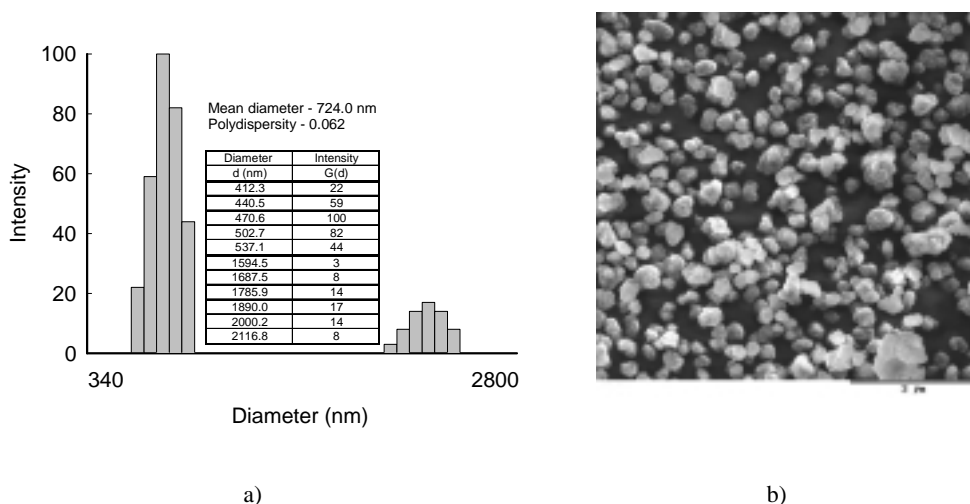 100
80
60
40
20
0
Intensity
340
2800
Diameter (nm)
Mean diameter - 724.0 nm
Polydispersity - 0.062
Diameter Intensity
d (nm) G(d)
412.3 22
440.5 59
470.6 100
502.7 82
537.1 44
1594.5 3
1687.5 8
1785.9 14
1890.0 17
2000.2 14
2116.8 8
a)
b)